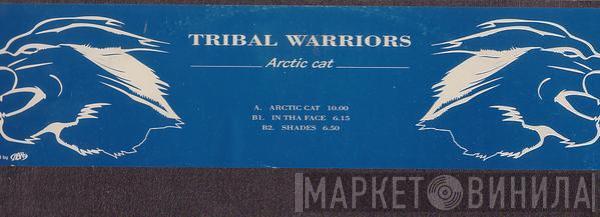 TRIBAL WARRIORS
Arctic cat
A. ARCTIC CAT 10.00
B1. IN THA FACE 6.15
B2. SHADES 6.50
by
МАРКЕТ ВИНИЛА